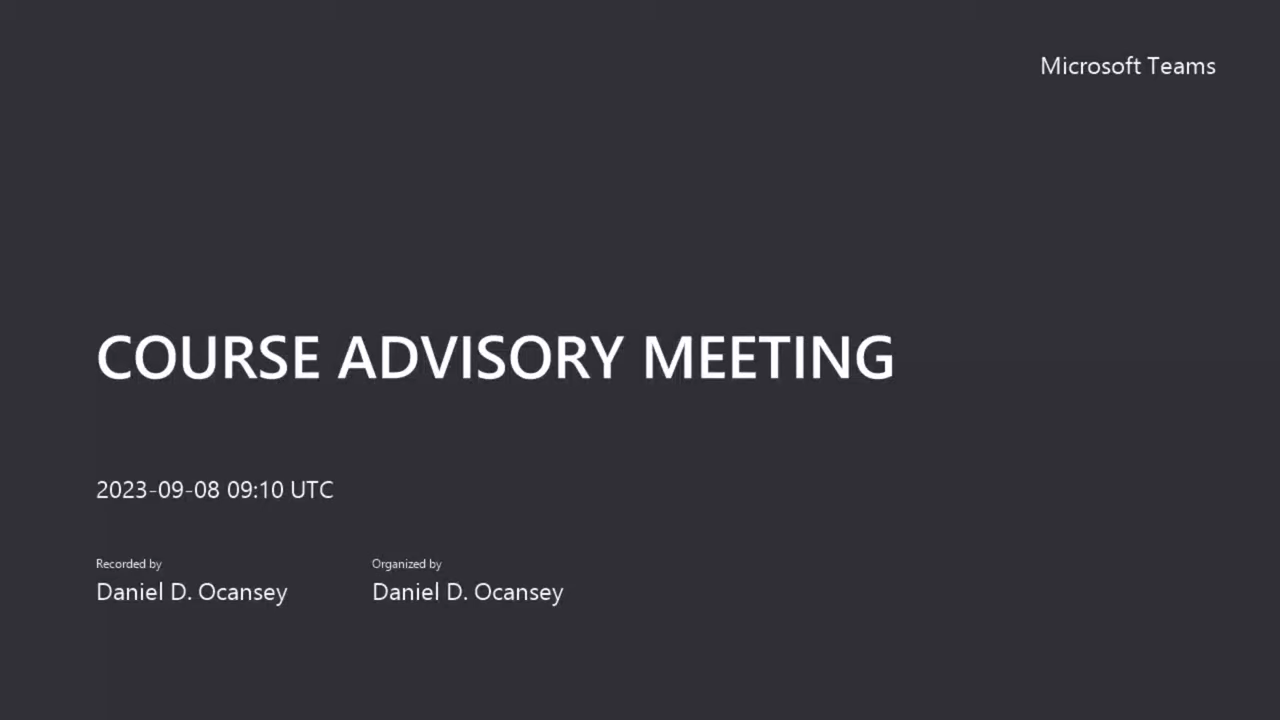 Microsoft Teams
COURSE ADVISORY MEETING
2023-09-08 09:10 UTC
Recorded by
Daniel D. Ocansey
Organized by
Daniel D. Ocansey